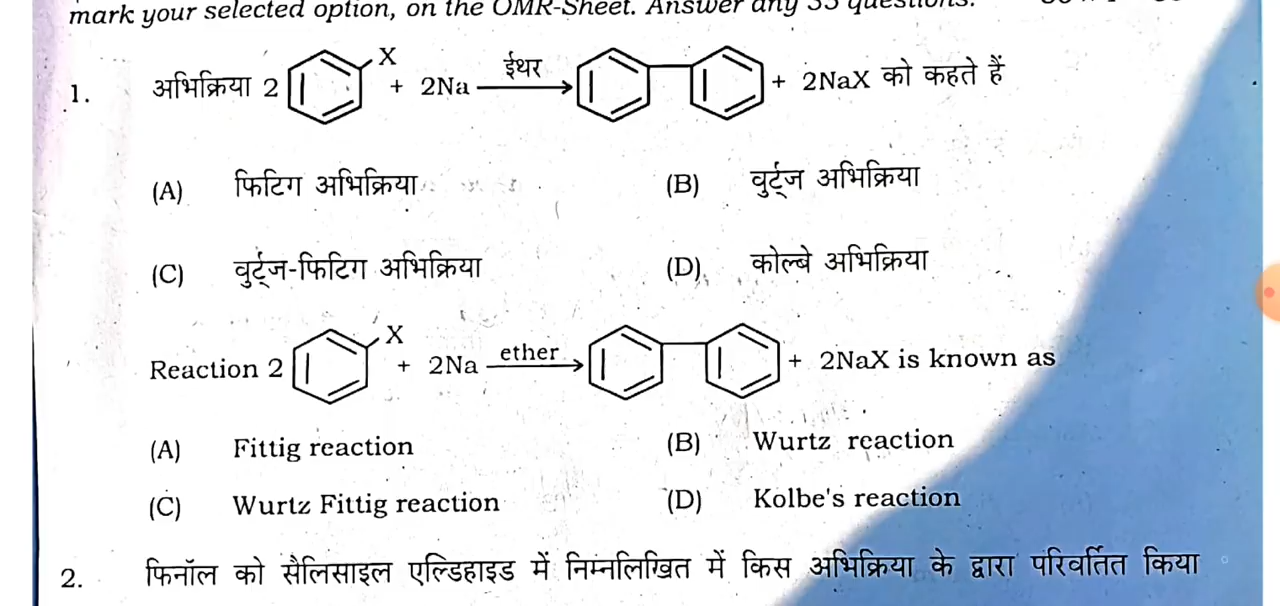 mark your selected option, on the OMR-Sheet. Answer any 35 questions.
1. अभिक्रिया 2 X + 2Na ईथर + 2NaX को कहते हैं
(A) फिटिग अभिक्रिया (B) वुर्ट्ज अभिक्रिया
(C) वुर्ट्ज-फिटिग अभिक्रिया (D) कोल्बे अभिक्रिया
Reaction 2 X + 2Na ether + 2NaX is known as
(A) Fittig reaction (B) Wurtz reaction
(C) Wurtz Fittig reaction (D) Kolbe's reaction
2. फिनॉल को सैलिसाइल एल्डिहाइड में निम्नलिखित में किस अभिक्रिया के द्वारा परिवर्तित किया